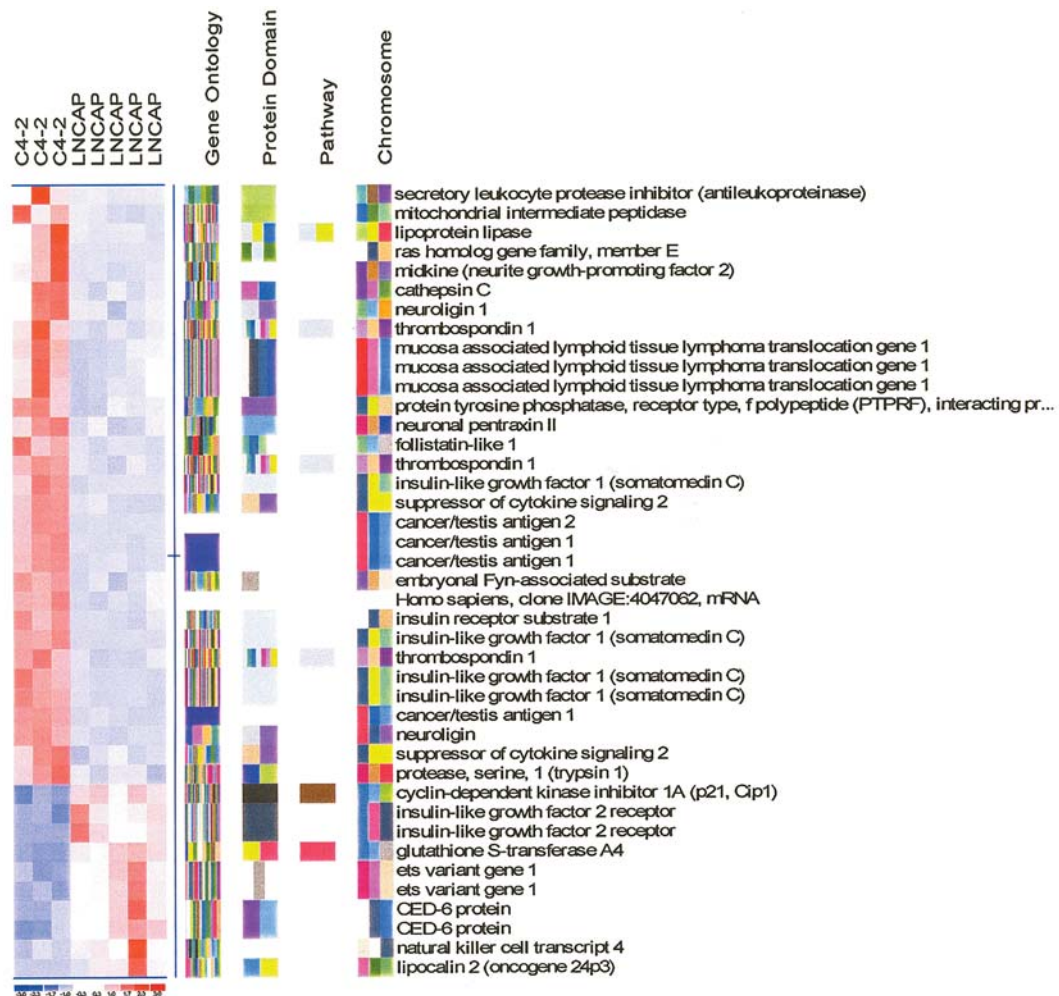 C4-2
C4-2
C4-2
LNCAP
LNCAP
LNCAP
LNCAP
LNCAP
Gene Ontology
Protein Domain
Pathway
Chromosome
secretory leukocyte protease inhibitor (antileukoproteinase)
mitochondrial intermediate peptidase
lipoprotein lipase
ras homolog gene family, member E
midkine (neurite growth-promoting factor 2)
cathepsin C
neuroligin 1
thrombospondin 1
mucosa associated lymphoid tissue lymphoma translocation gene 1
mucosa associated lymphoid tissue lymphoma translocation gene 1
mucosa associated lymphoid tissue lymphoma translocation gene 1
protein tyrosine phosphatase, receptor type, f polypeptide (PTPRF), interacting pr...
neuronal pentraxin II
follistatin-like 1
thrombospondin 1
insulin-like growth factor 1 (somatomedin C)
suppressor of cytokine signaling 2
cancer/testis antigen 2
cancer/testis antigen 1
cancer/testis antigen 1
embryonal Fyn-associated substrate
Homo sapiens, clone IMAGE:4047062, mRNA
insulin receptor substrate 1
insulin-like growth factor 1 (somatomedin C)
thrombospondin 1
insulin-like growth factor 1 (somatomedin C)
insulin-like growth factor 1 (somatomedin C)
cancer/testis antigen 1
neuroligin
suppressor of cytokine signaling 2
protease, serine, 1 (trypsin 1)
cyclin-dependent kinase inhibitor 1A (p21, Cip1)
insulin-like growth factor 2 receptor
insulin-like growth factor 2 receptor
glutathione S-transferase A4
ets variant gene 1
ets variant gene 1
CED-6 protein
CED-6 protein
natural killer cell transcript 4
lipocalin 2 (oncogene 24p3)